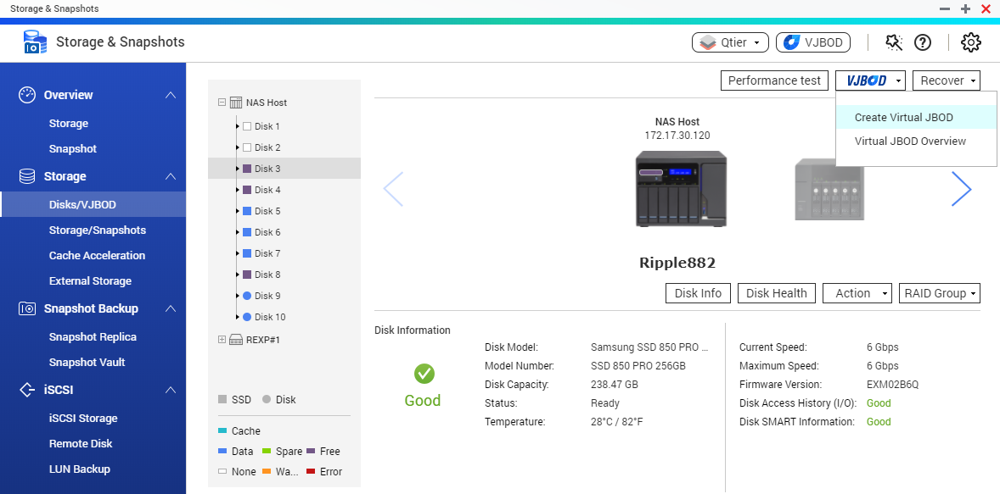 Storage & Snapshots
Storage & Snapshots
Qtier
VJBOD
Overview
Storage
Snapshot
Storage
Disks/VJBOD
Storage/Snapshots
Cache Acceleration
External Storage
Snapshot Backup
Snapshot Replica
Snapshot Vault
iSCSI
iSCSI Storage
Remote Disk
LUN Backup
NAS Host
Disk 1
Disk 2
Disk 3
Disk 4
Disk 5
Disk 6
Disk 7
Disk 8
Disk 9
Disk 10
REXP#1
SSD Disk
Cache
Data Spare Free
None Wa... Error
Performance test
VJBOD
Recover
Create Virtual JBOD
Virtual JBOD Overview
NAS Host
172.17.30.120
Ripple882
Disk Info
Disk Health
Action
RAID Group
Disk Information
Good
Disk Model: Samsung SSD 850 PRO ...
Model Number: SSD 850 PRO 256GB
Disk Capacity: 238.47 GB
Status: Ready
Temperature: 28°C / 82°F
Current Speed: 6 Gbps
Maximum Speed: 6 Gbps
Firmware Version: EXM02B6Q
Disk Access History (I/O): Good
Disk SMART Information: Good